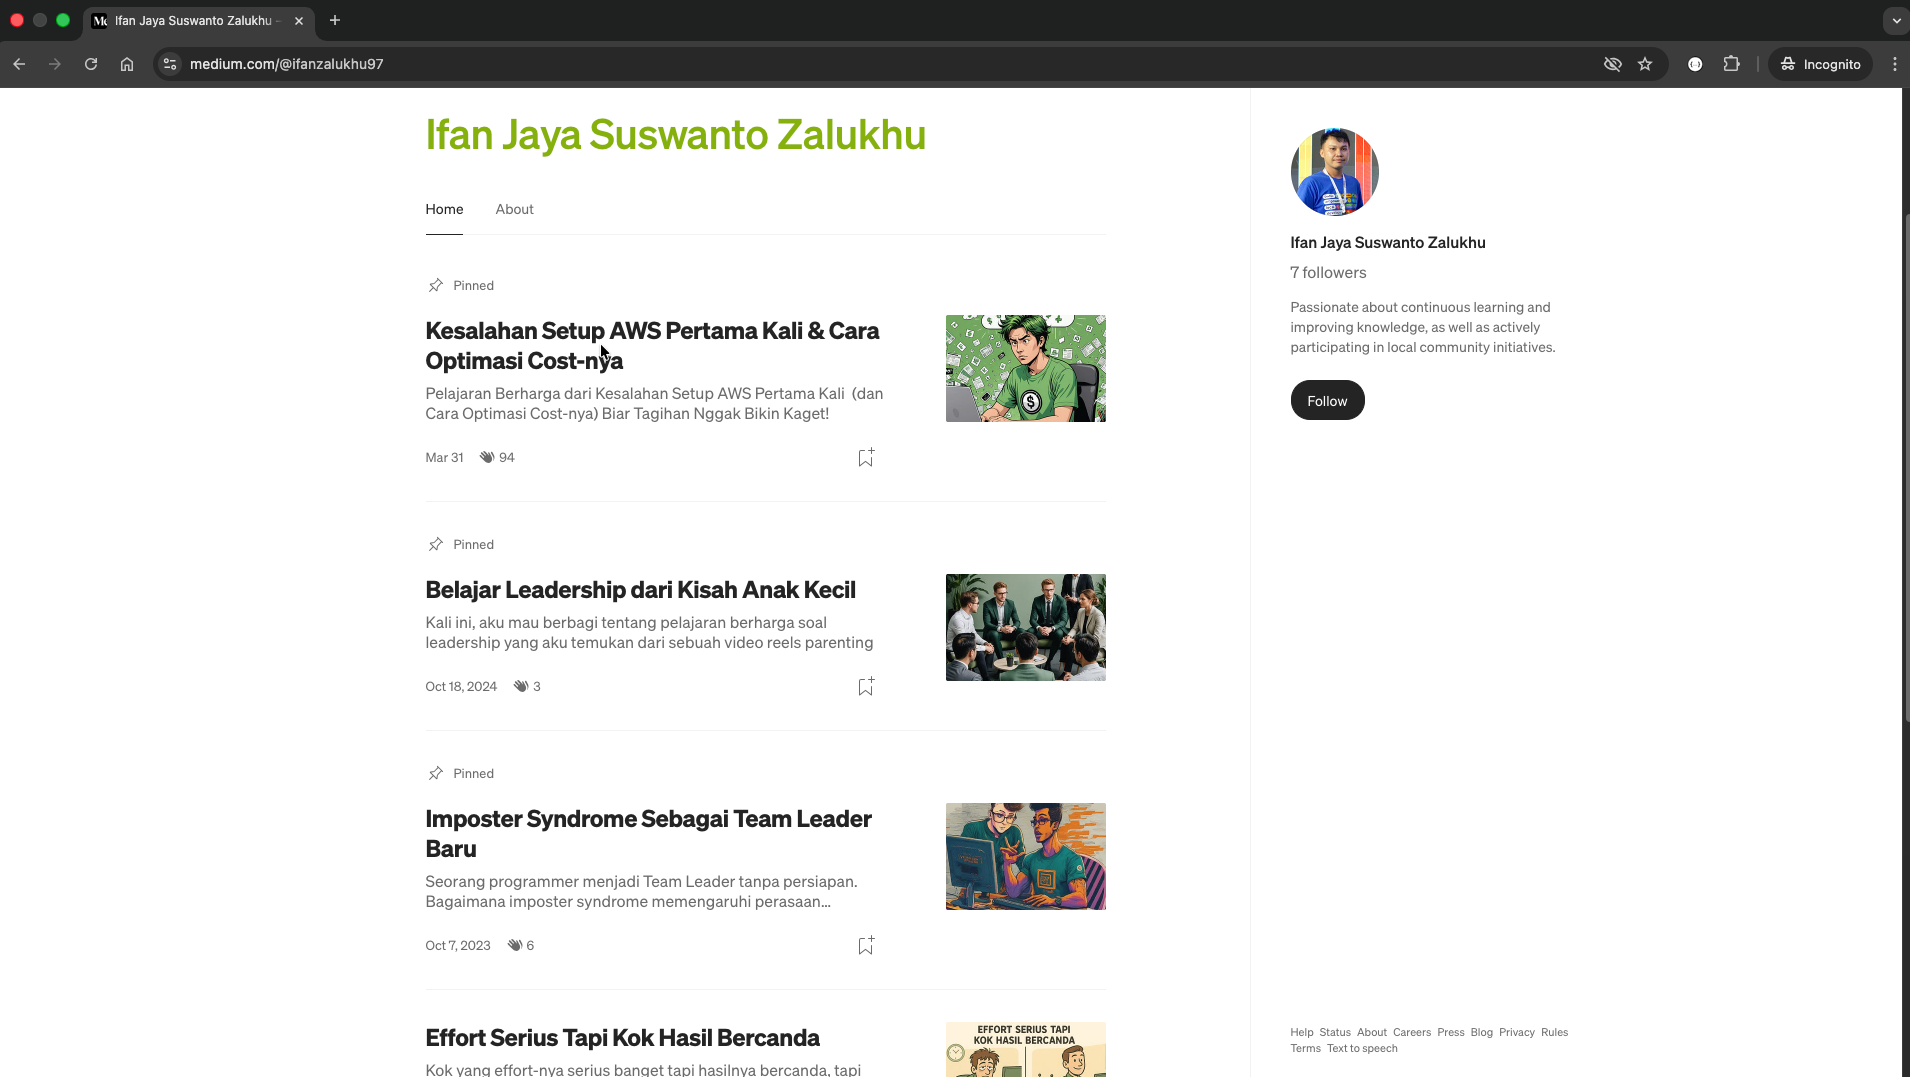 Ifan Jaya Suswanto Zalukhu -
medium.com/@ifanzalukhu97
Incognito
Ifan Jaya Suswanto Zalukhu
Home About
Pinned
Kesalahan Setup AWS Pertama Kali & Cara
Optimasi Cost-nya
Pelajaran Berharga dari Kesalahan Setup AWS Pertama Kali (dan
Cara Optimasi Cost-nya) Biar Tagihan Nggak Bikin Kaget!
Mar 31 94
Pinned
Belajar Leadership dari Kisah Anak Kecil
Kali ini, aku mau berbagi tentang pelajaran berharga soal
leadership yang aku temukan dari sebuah video reels parenting
Oct 18, 2024 3
Pinned
Imposter Syndrome Sebagai Team Leader
Baru
Seorang programmer menjadi Team Leader tanpa persiapan.
Bagaimana imposter syndrome memengaruhi perasaan...
Oct 7, 2023 6
Effort Serius Tapi Kok Hasil Bercanda
Kok yang effort-nya serius banget tapi hasilnya bercanda, tapi
EFFORT SERIUS TAPI
KOK HASIL BERCANDA
Ifan Jaya Suswanto Zalukhu
7 followers
Passionate about continuous learning and
improving knowledge, as well as actively
participating in local community initiatives.
Follow
Help Status About Careers Press Blog Privacy Rules
Terms Text to speech